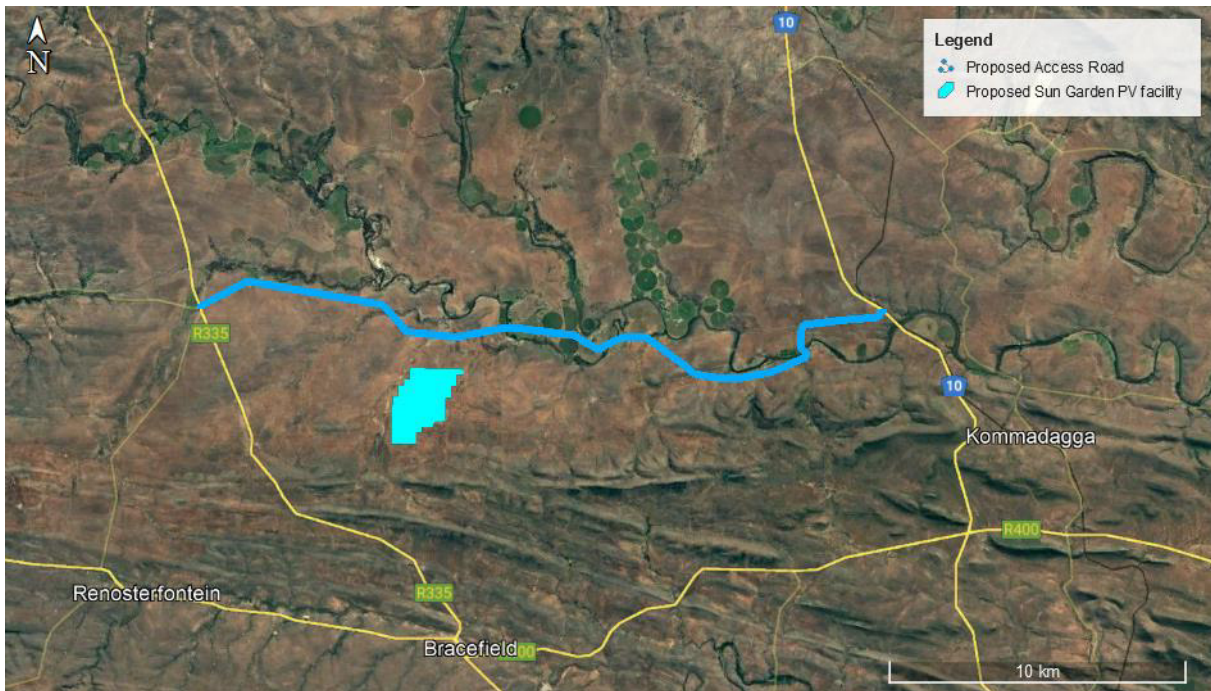 N
10
Legend
Proposed Access Road
Proposed Sun Garden PV facility
R335
10
Kommadagga
R400
Renosterfontein
R335
Bracefield
10 km